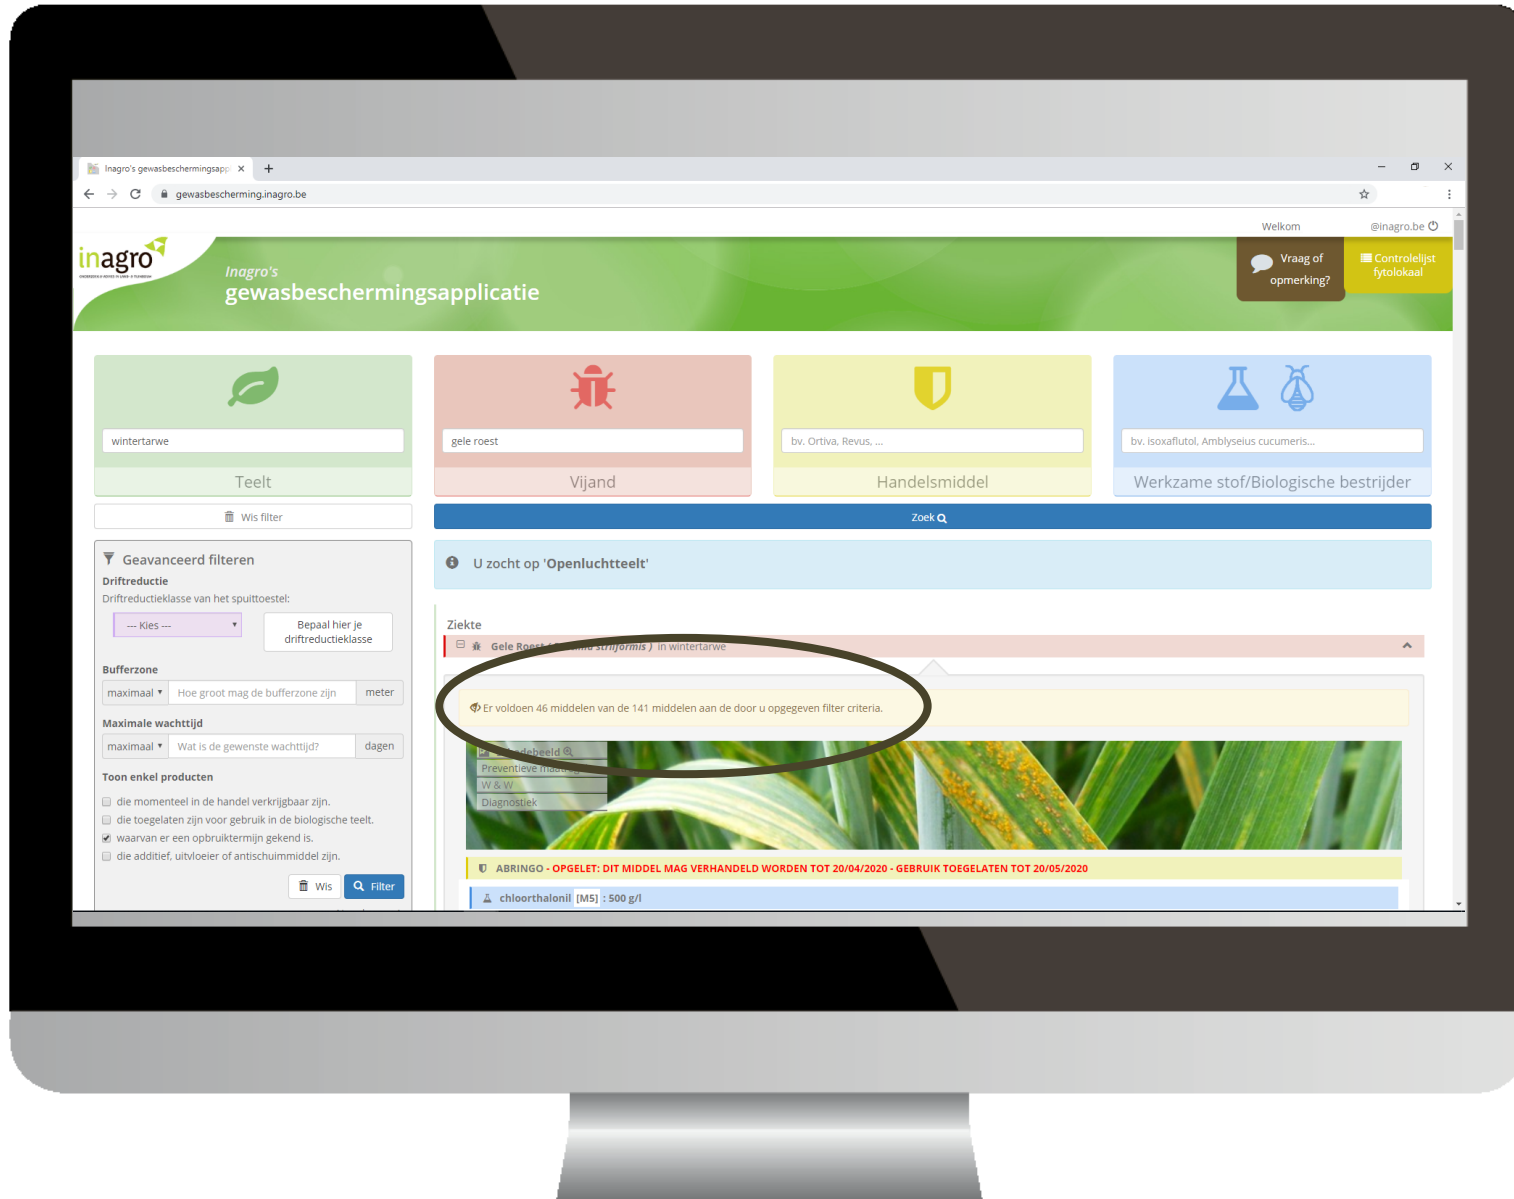 Inagro's gewasbeschermingsapp
gewasbescherming.inagro.be
Welkom @inagro.be
inagro
Inagro's
gewasbeschermingsapplicatie
Vraag of
opmerking?
Controlelijst
fytolokaal
wintertarwe
Teelt
gele roest
Vijand
bv. Ortiva, Revus, ...
Handelsmiddel
bv. isoxaflutol, Amblyseius cucumeris...
Werkzame stof/Biologische bestrijder
Wis filter
Zoek
Geavanceerd filteren
Driftreductie
Driftreductieklasse van het spuittoestel:
--- Kies ---
Bepaal hier je
driftreductieklasse
Bufferzone
maximaal Hoe groot mag de bufferzone zijn meter
Maximale wachttijd
maximaal Wat is de gewenste wachttijd? dagen
Toon enkel producten
die momenteel in de handel verkrijgbaar zijn.
die toegelaten zijn voor gebruik in de biologische teelt.
waarvan er een opbruiktermijn gekend is.
die additief, uitvloeier of antischuimmiddel zijn.
Wis Filter
U zocht op 'Openluchtteelt'
Ziekte
Gele Roest striiformis ) in wintertarwe
Er voldoen 46 middelen van de 141 middelen aan de door u opgegeven filter criteria.
Preventieve
W & W
Diagnostiek
ABRINGO - OPGELET: DIT MIDDEL MAG VERHANDELD WORDEN TOT 20/04/2020 - GEBRUIK TOEGELATEN TOT 20/05/2020
chloorthalonil [M5] : 500 g/l